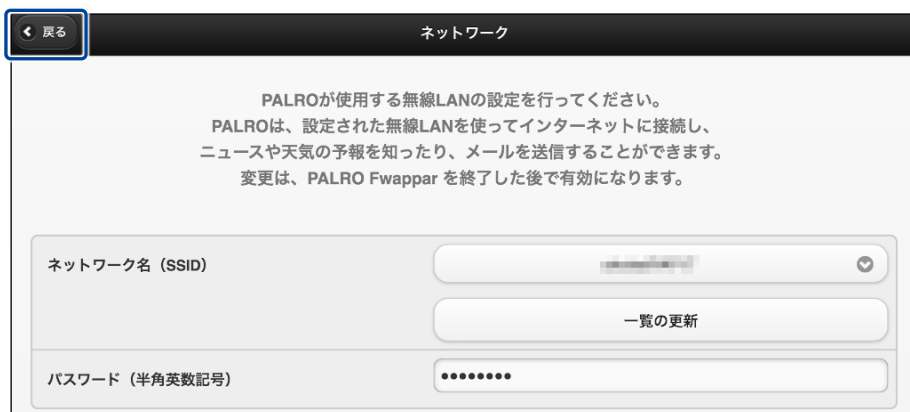 戻る
ネットワーク
PALROが使用する無線LANの設定を行ってください。
PALROは、設定された無線LANを使ってインターネットに接続し、
ニュースや天気の予報を知ったり、メールを送信することができます。
変更は、PALRO Fwappar を終了した後で有効になります。
ネットワーク名（SSID）
一覧の更新
パスワード（半角英数記号）
••••••••